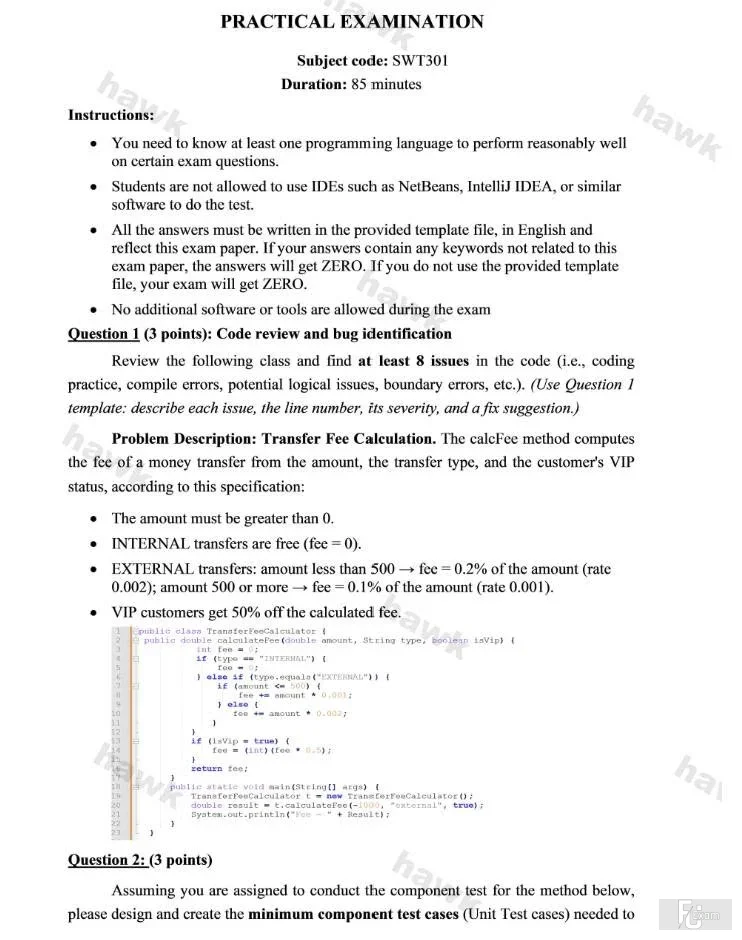 PRACTICAL EXAMINATION
Subject code: SWT301
Duration: 85 minutes
Instructions:
• You need to know at least one programming language to perform reasonably well
on certain exam questions.
• Students are not allowed to use IDEs such as NetBeans, IntelliJ IDEA, or similar
software to do the test.
• All the answers must be written in the provided template file, in English and
reflect this exam paper. If your answers contain any keywords not related to this
exam paper, the answers will get ZERO. If you do not use the provided template
file, your exam will get ZERO.
• No additional software or tools are allowed during the exam
Question 1 (3 points): Code review and bug identification
Review the following class and find at least 8 issues in the code (i.e., coding
practice, compile errors, potential logical issues, boundary errors, etc.). (Use Question 1
template: describe each issue, the line number, its severity, and a fix suggestion.)
Problem Description: Transfer Fee Calculation. The calcFee method computes
the fee of a money transfer from the amount, the transfer type, and the customer's VIP
status, according to this specification:
• The amount must be greater than 0.
• INTERNAL transfers are free (fee = 0).
• EXTERNAL transfers: amount less than 500 → fee = 0.2% of the amount (rate
0.002); amount 500 or more → fee = 0.1% of the amount (rate 0.001).
• VIP customers get 50% off the calculated fee.
1 public class TransferFeeCalculator {
2 public double calculateFee(double amount, String type, boolean isVip) {
3 int fee = 0;
4 if (type == "INTERNAL") {
5 fee = 0;
6 } else if (type.equals("EXTERNAL")) {
7 if (amount <= 500) {
8 fee += amount * 0.001;
9 } else {
10 fee += amount * 0.002;
11 }
12 }
13 if (isVip = true) {
14 fee = (int)(fee * 0.5);
15 }
16 return fee;
17 }
18 public static void main(String[] args) {
19 TransferFeeCalculator t = new TransferFeeCalculator();
20 double result = t.calculateFee(-1000, "external", true);
21 System.out.println("Fee = " + Result);
22 }
23 }
Question 2: (3 points)
Assuming you are assigned to conduct the component test for the method below,
please design and create the minimum component test cases (Unit Test cases) needed to
hawk
hawk
hawk
hawk
hawk
hawk
hawk
hawk
Exam